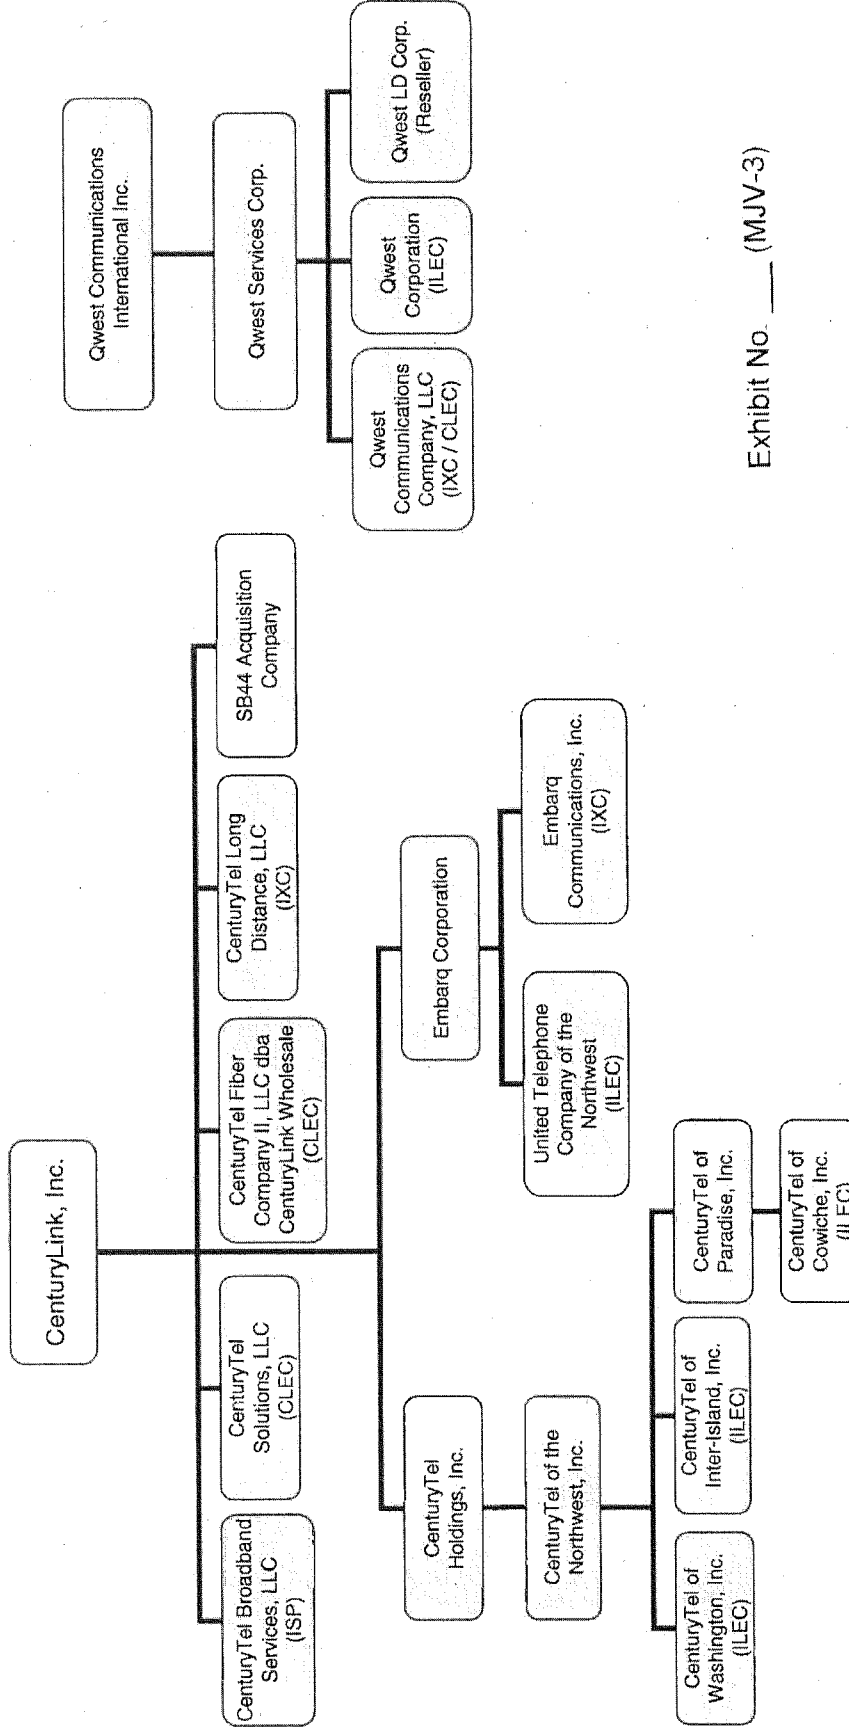 CenturyLink, Inc.
CenturyTel Broadband
Services, LLC
(ISP)
CenturyTel
Solutions, LLC
(CLEC)
CenturyTel Fiber
Company II, LLC dba
CenturyLink Wholesale
(CLEC)
CenturyTel Long
Distance, LLC
(IXC)
SB44 Acquisition
Company
CenturyTel
Holdings, Inc.
Embarq Corporation
CenturyTel of the
Northwest, Inc.
United Telephone
Company of the
Northwest
(ILEC)
Embarq
Communications, Inc.
(IXC)
CenturyTel of
Washington, Inc.
(ILEC)
CenturyTel of
Inter-Island, Inc.
(ILEC)
CenturyTel of
Paradise, Inc.
CenturyTel of
Cowiche, Inc.
(ILEC)
Qwest Communications
International Inc.
Qwest Services Corp.
Qwest
Communications
Company, LLC
(IXC / CLEC)
Qwest
Corporation
(ILEC)
Qwest LD Corp.
(Reseller)
Exhibit No. ___ (MJV-3)